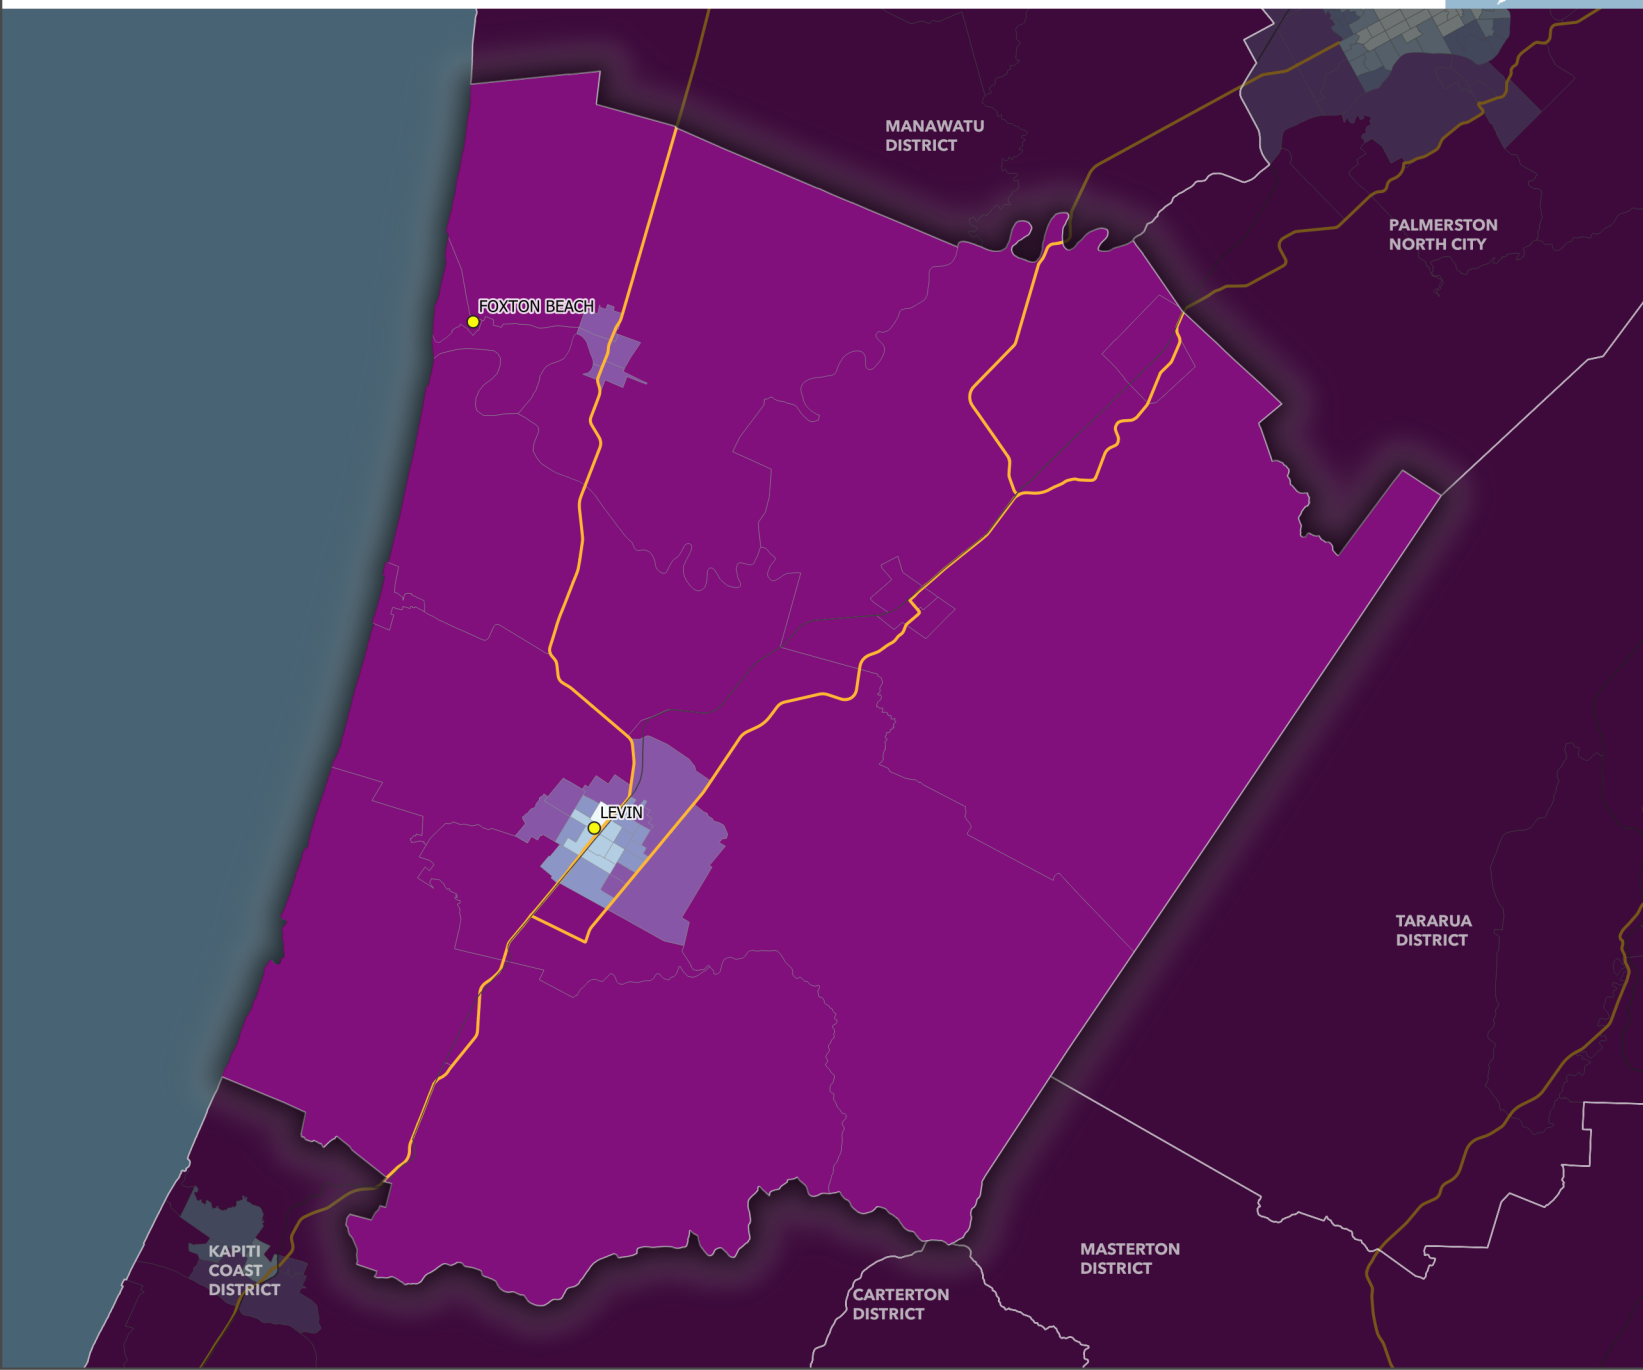 MANAWATU
DISTRICT
PALMERSTON
NORTH CITY
FOXTON BEACH
LEVIN
TARARUA
DISTRICT
KAPITI
COAST
DISTRICT
MASTERTON
DISTRICT
CARTERTON
DISTRICT